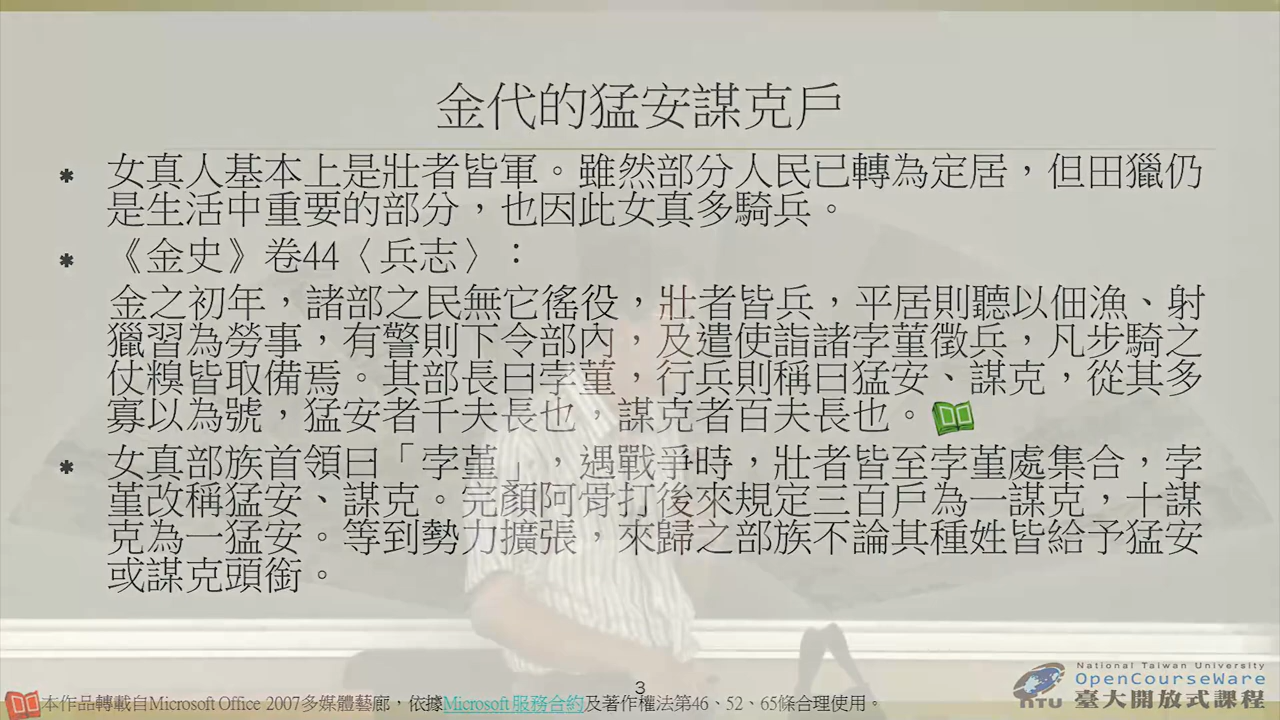 金代的猛安謀克戶
女真人基本上是壯者皆軍。雖然部分人民已轉為定居，但田獵仍
是生活中重要的部分，也因此女真多騎兵。
《金史》卷44〈兵志〉：
金之初年，諸部之民無它徭役，壯者皆兵，平居則聽以佃漁、射
獵習為勞事，有警則下令部內，及遣使詣諸孛菫徵兵，凡步騎之
仗糗皆取備焉。其部長曰孛菫，行兵則稱曰猛安、謀克，從其多
寡以為號，猛安者千夫長也，謀克者百夫長也。
女真部族首領曰「孛堇」，遇戰爭時，壯者皆至孛堇處集合，孛
堇改稱猛安、謀克。完顏阿骨打後來規定三百戶為一謀克，十謀
克為一猛安。等到勢力擴張，來歸之部族不論其種姓皆給予猛安
或謀克頭銜。
3
本作品轉載自Microsoft Office 2007多媒體藝廊，依據Microsoft 服務合約及著作權法第46、52、65條合理使用。
National Taiwan University
OpenCourseWare
NTU 臺大開放式課程